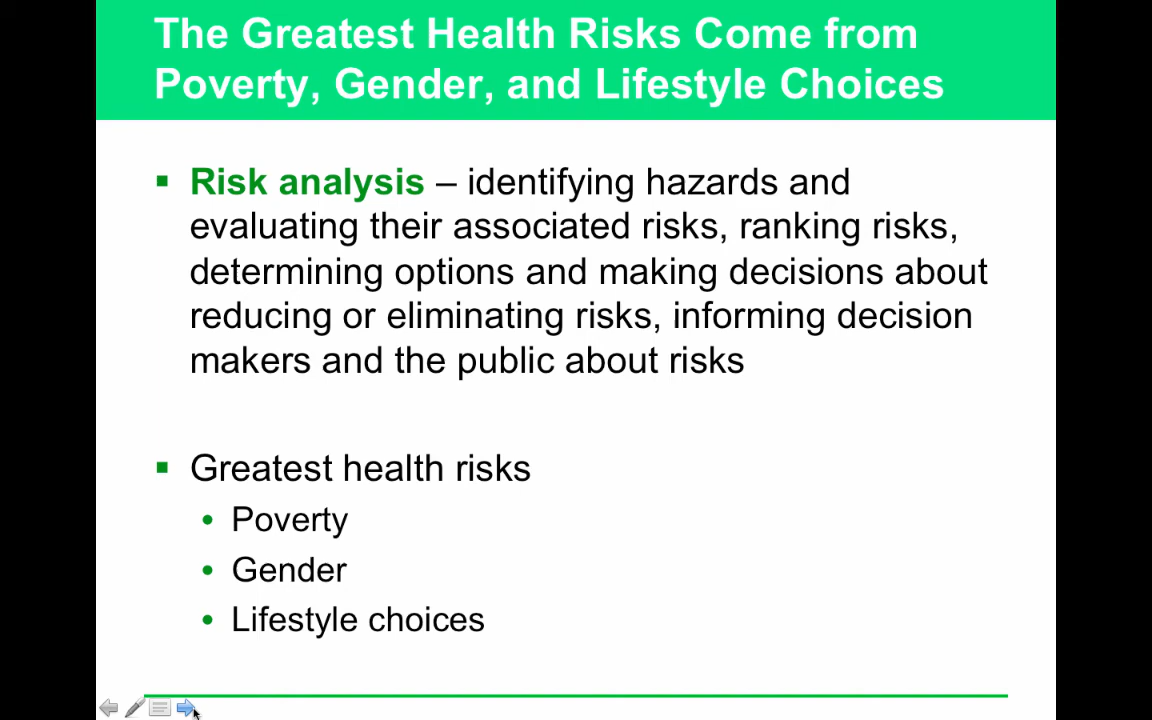 The Greatest Health Risks Come from
Poverty, Gender, and Lifestyle Choices
▪ Risk analysis – identifying hazards and
evaluating their associated risks, ranking risks,
determining options and making decisions about
reducing or eliminating risks, informing decision
makers and the public about risks
▪ Greatest health risks
• Poverty
• Gender
• Lifestyle choices